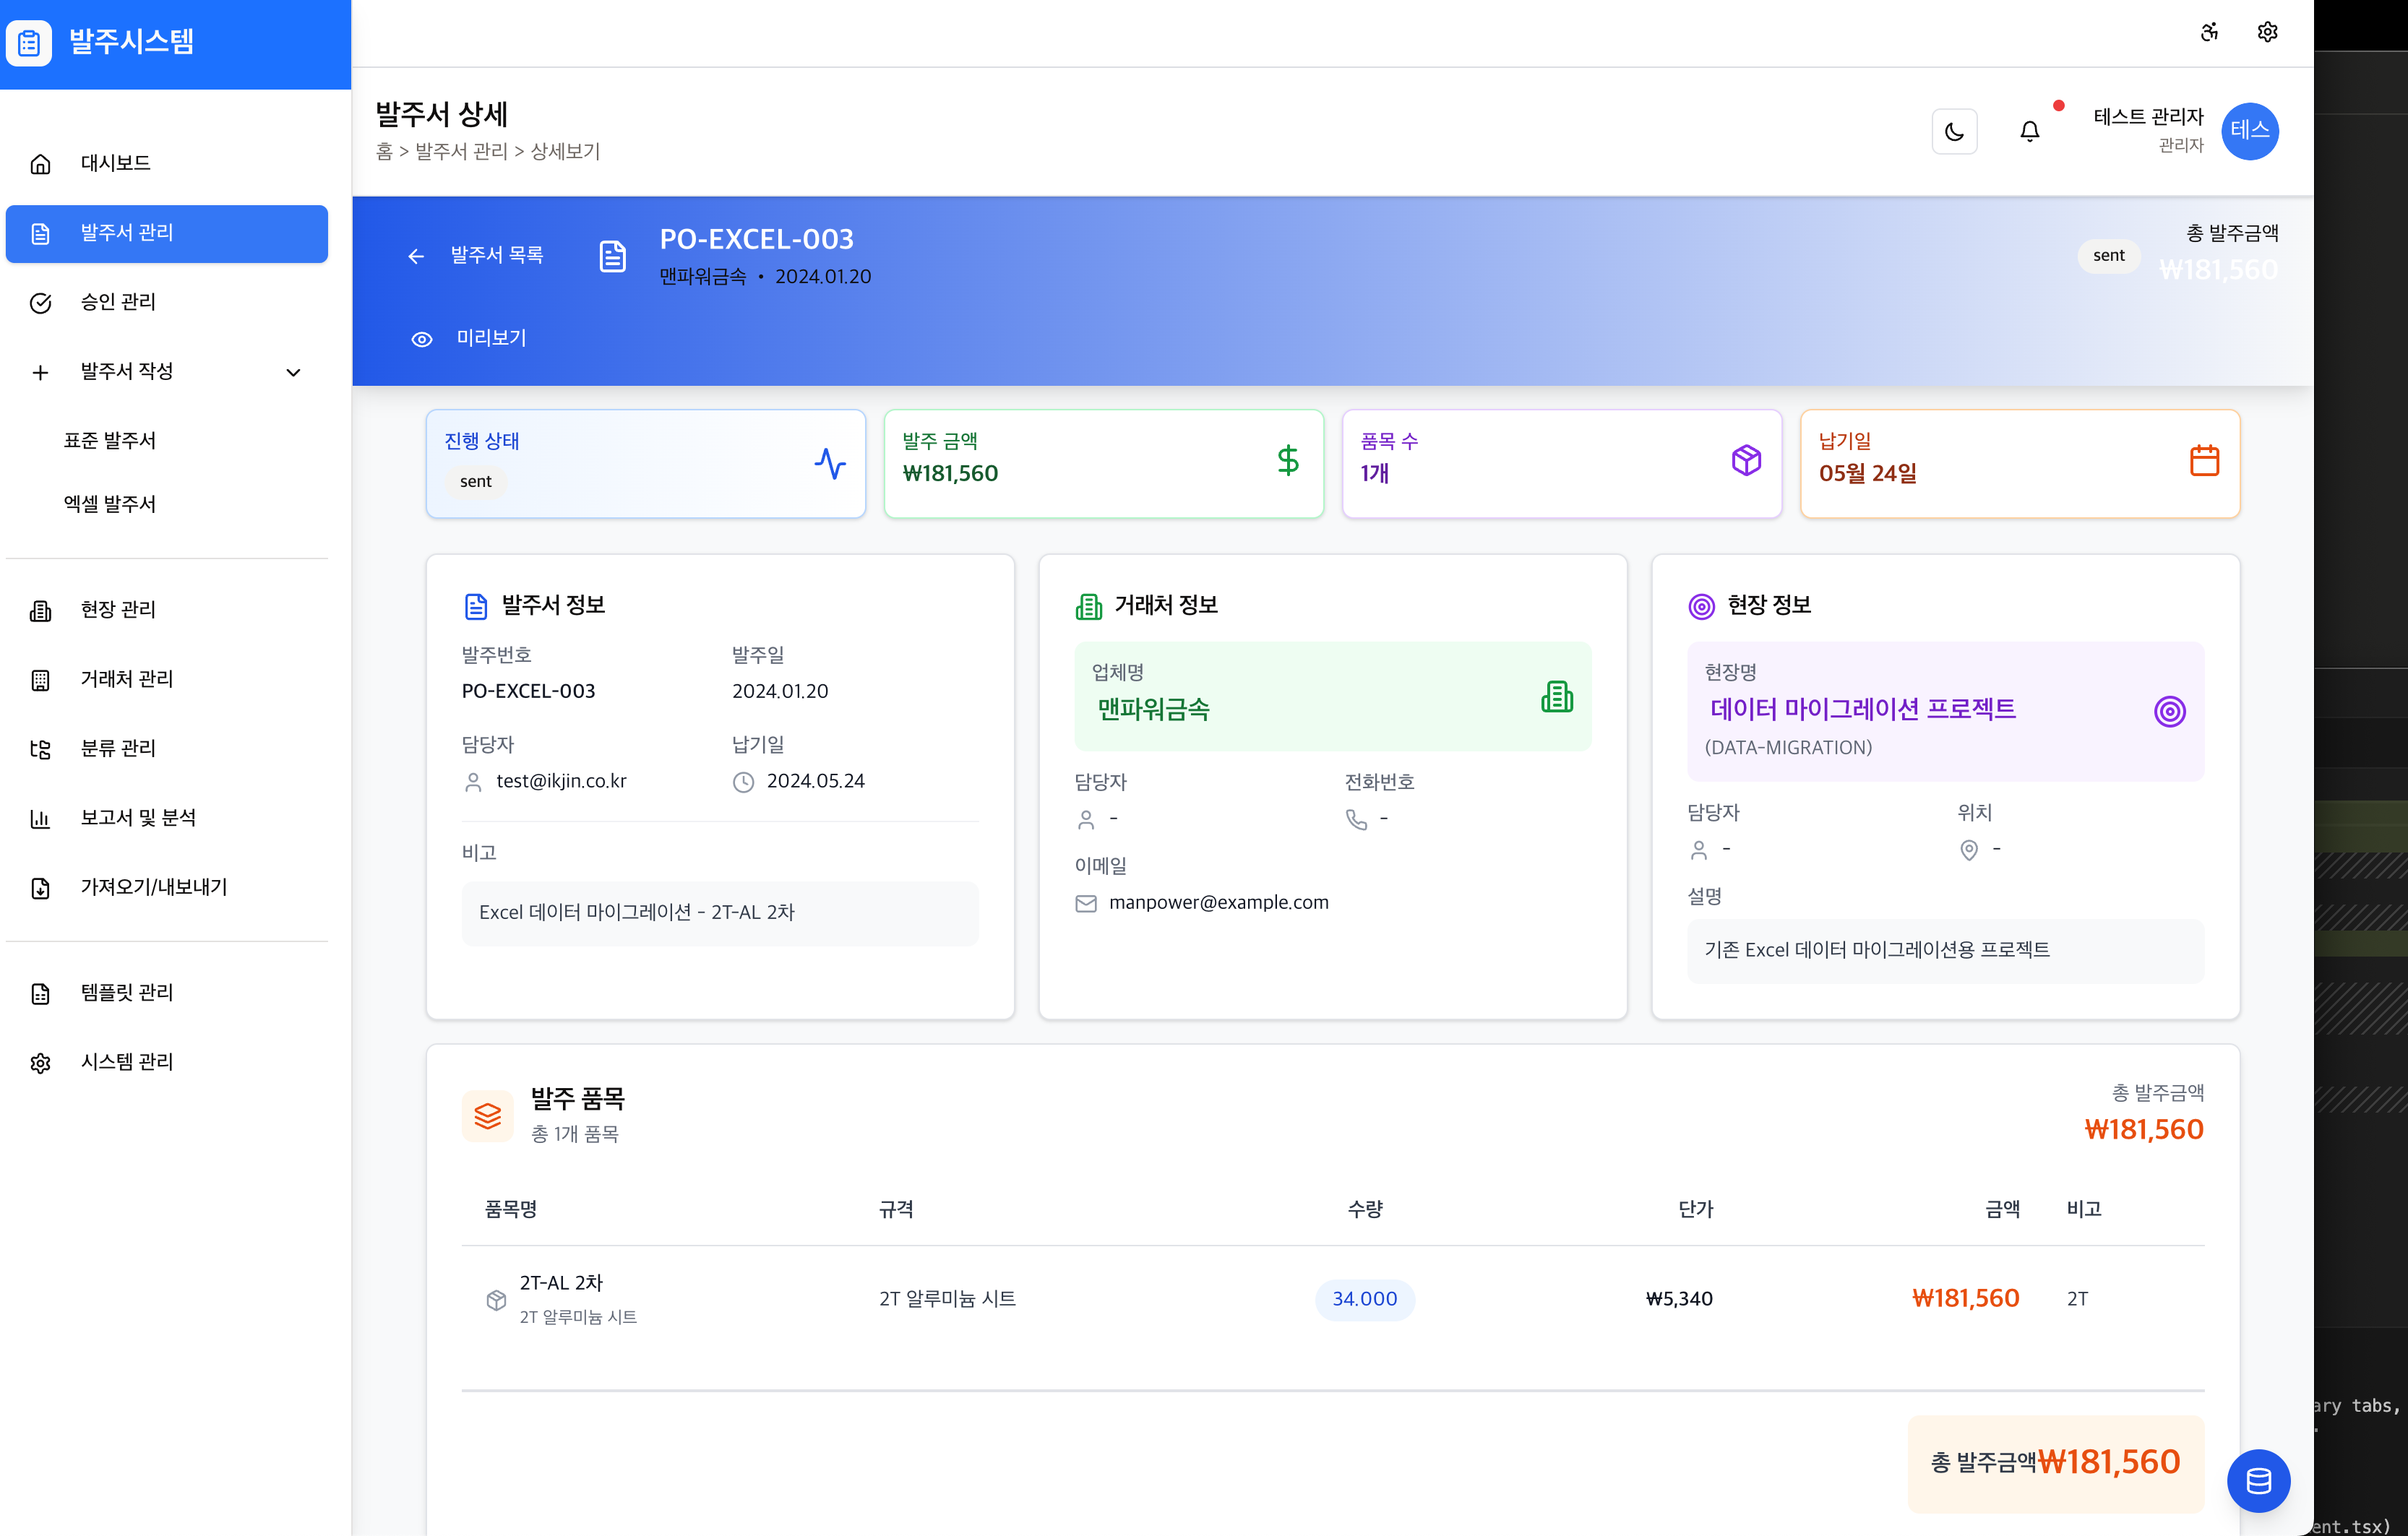 발주시스템
대시보드
발주서 관리
승인 관리
발주서 작성
표준 발주서
엑셀 발주서
현장 관리
거래처 관리
분류 관리
보고서 및 분석
가져오기/내보내기
템플릿 관리
시스템 관리
발주서 상세
홈 > 발주서 관리 > 상세보기
테스트 관리자
관리자
테스
발주서 목록
PO-EXCEL-003
맨파워금속 • 2024.01.20
sent
총 발주금액
₩181,560
미리보기
진행 상태
sent
발주 금액
₩181,560
품목 수
1개
납기일
05월 24일
발주서 정보
발주번호
PO-EXCEL-003
발주일
2024.01.20
담당자
test@ikjin.co.kr
납기일
2024.05.24
비고
Excel 데이터 마이그레이션 - 2T-AL 2차
거래처 정보
업체명
맨파워금속
담당자
-
전화번호
-
이메일
manpower@example.com
현장 정보
현장명
데이터 마이그레이션 프로젝트
(DATA-MIGRATION)
담당자
-
위치
-
설명
기존 Excel 데이터 마이그레이션용 프로젝트
발주 품목
총 1개 품목
총 발주금액
₩181,560
품목명 규격 수량 단가 금액 비고
2T-AL 2차
2T 알루미늄 시트
2T 알루미늄 시트 34.000 ₩5,340 ₩181,560 2T
총 발주금액₩181,560
ary tabs,
ent.tsx)